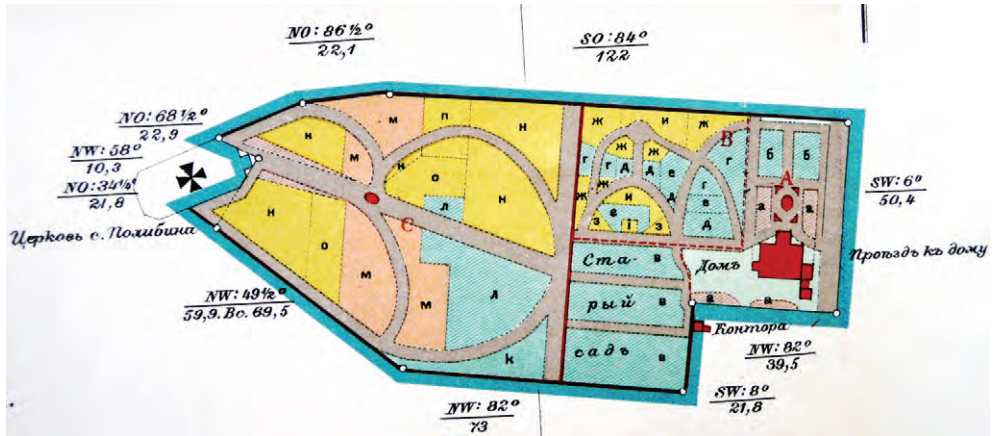 NO: 86½°
22,1
SO: 84°
122
NO: 68½°
22,9
NW: 58°
10,3
NO: 34¼°
21,8
Церковь с. Полибина
н
м
п
н
м
н
о
л
С
н
о
м
м
л
k
ж
и
ж
г
ж
ж
г
д
д
е
г
В
ж
и
д
г
в
з
е
і
з
д
б
б
А
а
а
SW: 6°
50,4
Проѣздъ къ дому
Ста-
в
Домъ
рый
в
а
а
садъ
в
Контора
NW: 82°
39,5
NW: 49½°
59,9. Вс. 69,5
SW: 8°
21,8
NW: 82°
73